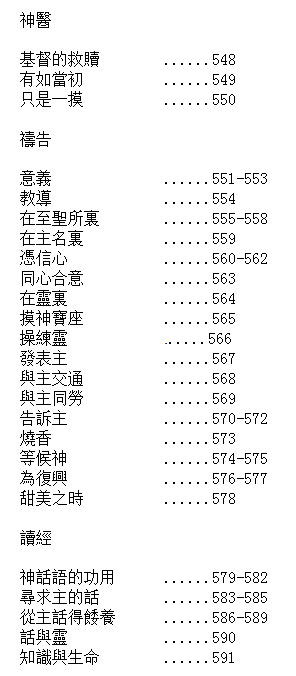 神醫
基督的救贖 ......548
有如當初 ......549
只是一摸 ......550
禱告
意義 ......551-553
教導 ......554
在至聖所裏 ......555-558
在主名裏 ......559
憑信心 ......560-562
同心合意 ......563
在靈裏 ......564
摸神寶座 ......565
操練靈 ......566
發表主 ......567
與主交通 ......568
與主同勞 ......569
告訴主 ......570-572
燒香 ......573
等候神 ......574-575
為復興 ......576-577
甜美之時 ......578
讀經
神話語的功用 ......579-582
尋求主的話 ......583-585
從主話得餧養 ......586-589
話與靈 ......590
知識與生命 ......591